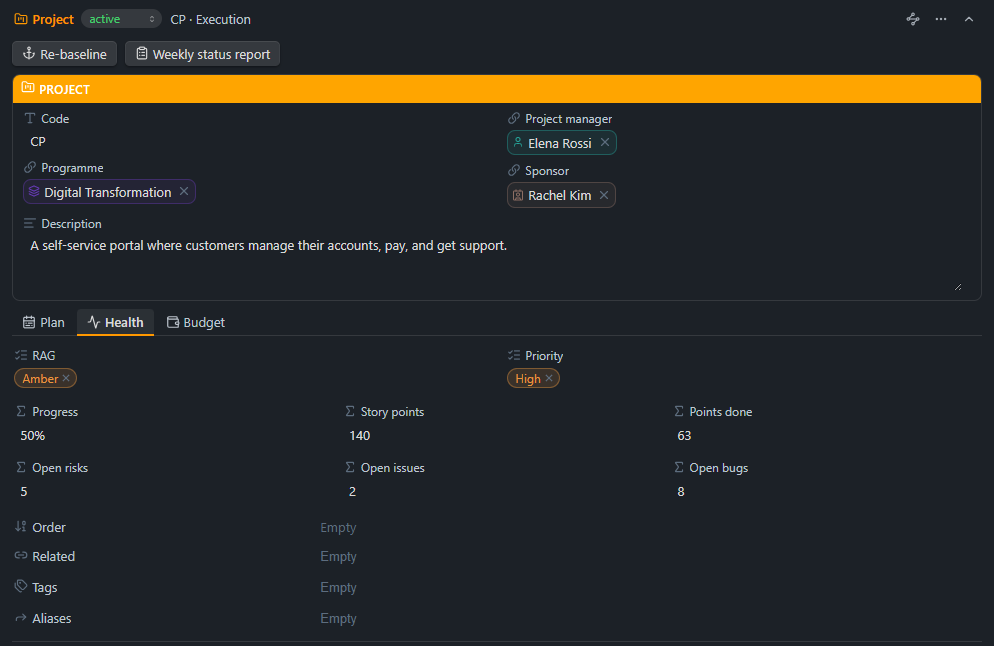 Project active CP · Execution
Re-baseline Weekly status report
PROJECT
Code Project manager
CP Elena Rossi
Programme Sponsor
Digital Transformation Rachel Kim
Description
A self-service portal where customers manage their accounts, pay, and get support.
Plan Health Budget
RAG Priority
Amber High
Progress Story points Points done
50% 140 63
Open risks Open issues Open bugs
5 2 8
Order Empty
Related Empty
Tags Empty
Aliases Empty